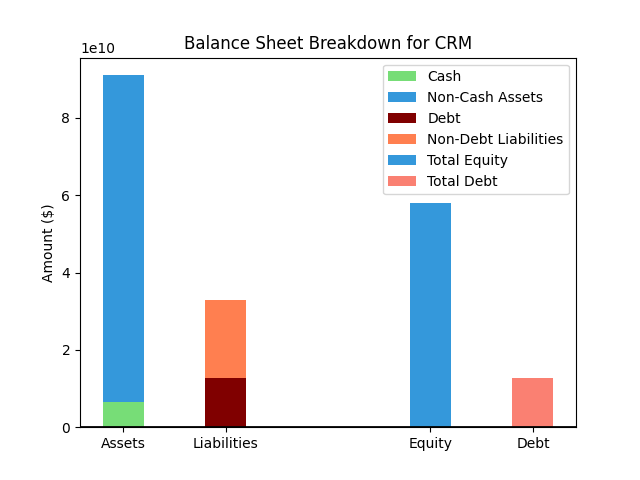 Balance Sheet Breakdown for CRM
1e10
Cash
Non-Cash Assets
Debt
Non-Debt Liabilities
Total Equity
Total Debt
Amount ($)
8
6
4
2
0
Assets Liabilities Equity Debt